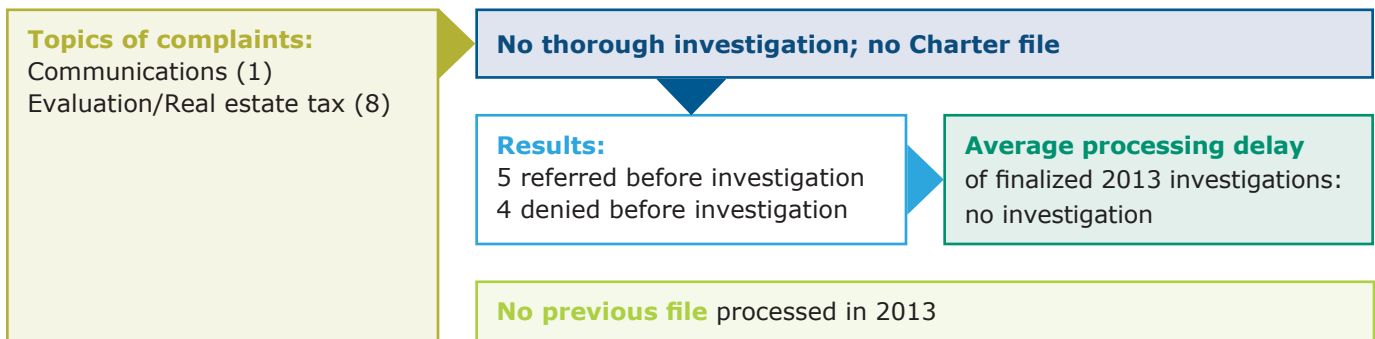 Topics of complaints:
Communications (1)
Evaluation/Real estate tax (8)
No thorough investigation; no Charter file
Results:
5 referred before investigation
4 denied before investigation
Average processing delay
of finalized 2013 investigations:
no investigation
No previous file processed in 2013